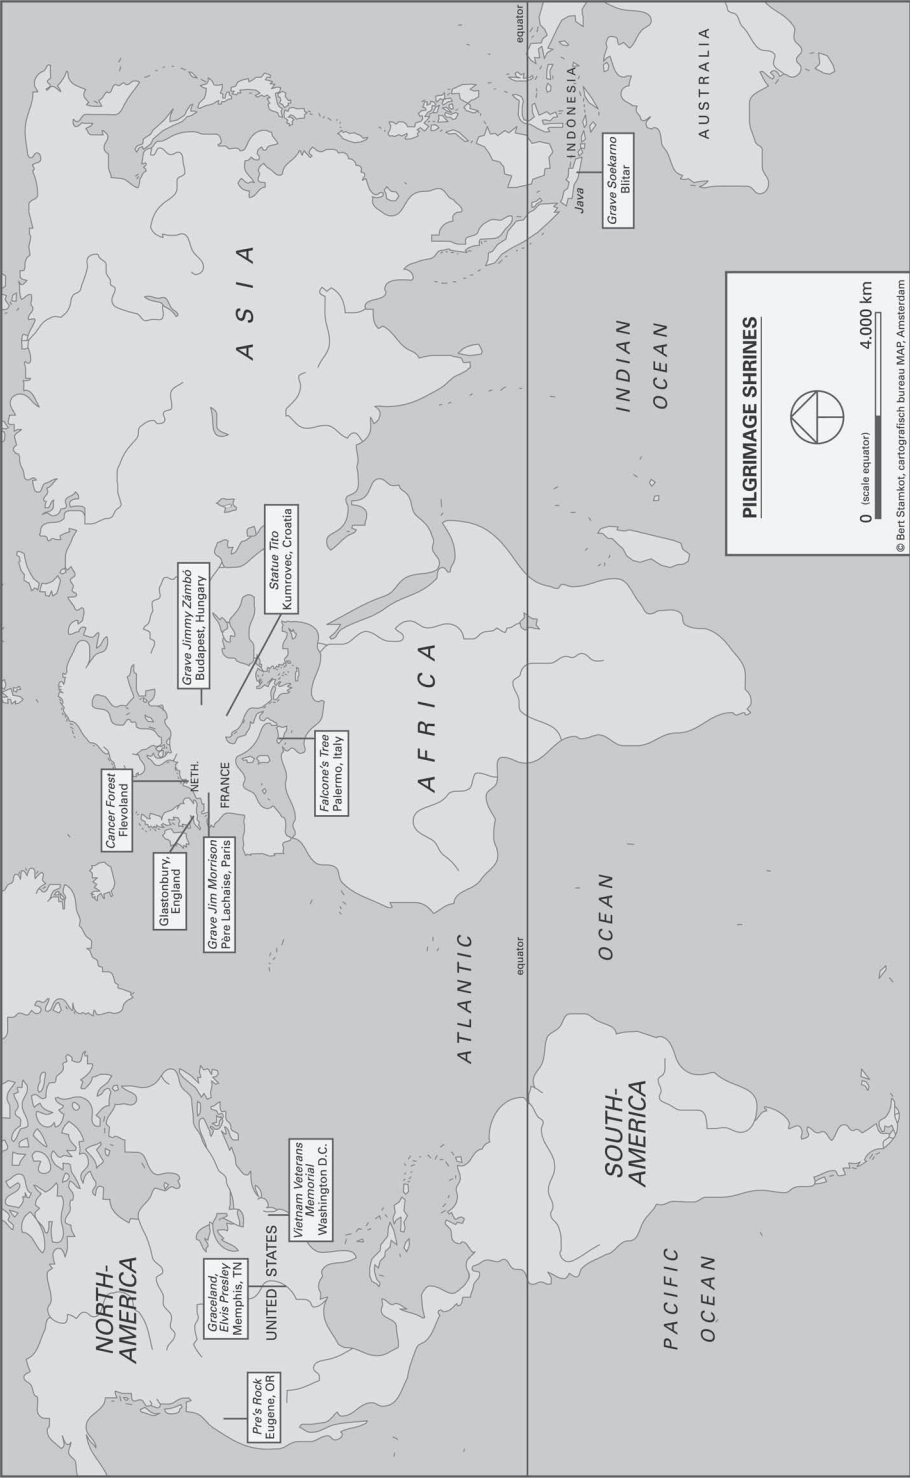 NORTH-
AMERICA
Pre's Rock
Eugene, OR
Graceland,
Elvis Presley
Memphis, TN
UNITED STATES
Vietnam Veterans
Memorial
Washington D.C.
PACIFIC
OCEAN
SOUTH-
AMERICA
ATLANTIC
OCEAN
equator
Glastonbury,
England
Cancer Forest
Flevoland
Grave Jim Morrison
Père Lachaise, Paris
NETH.
FRANCE
Grave Jimmy Zámbó
Budapest, Hungary
Statue Tito
Kumrovec, Croatia
Falcone's Tree
Palermo, Italy
AFRICA
ASIA
INDIAN
OCEAN
equator
INDONESIA
Java
Grave Soekarno
Blitar
AUSTRALIA
PILGRIMAGE SHRINES
0 (scale equator) 4.000 km
© Bert Stamkot, cartografisch bureau MAP, Amsterdam